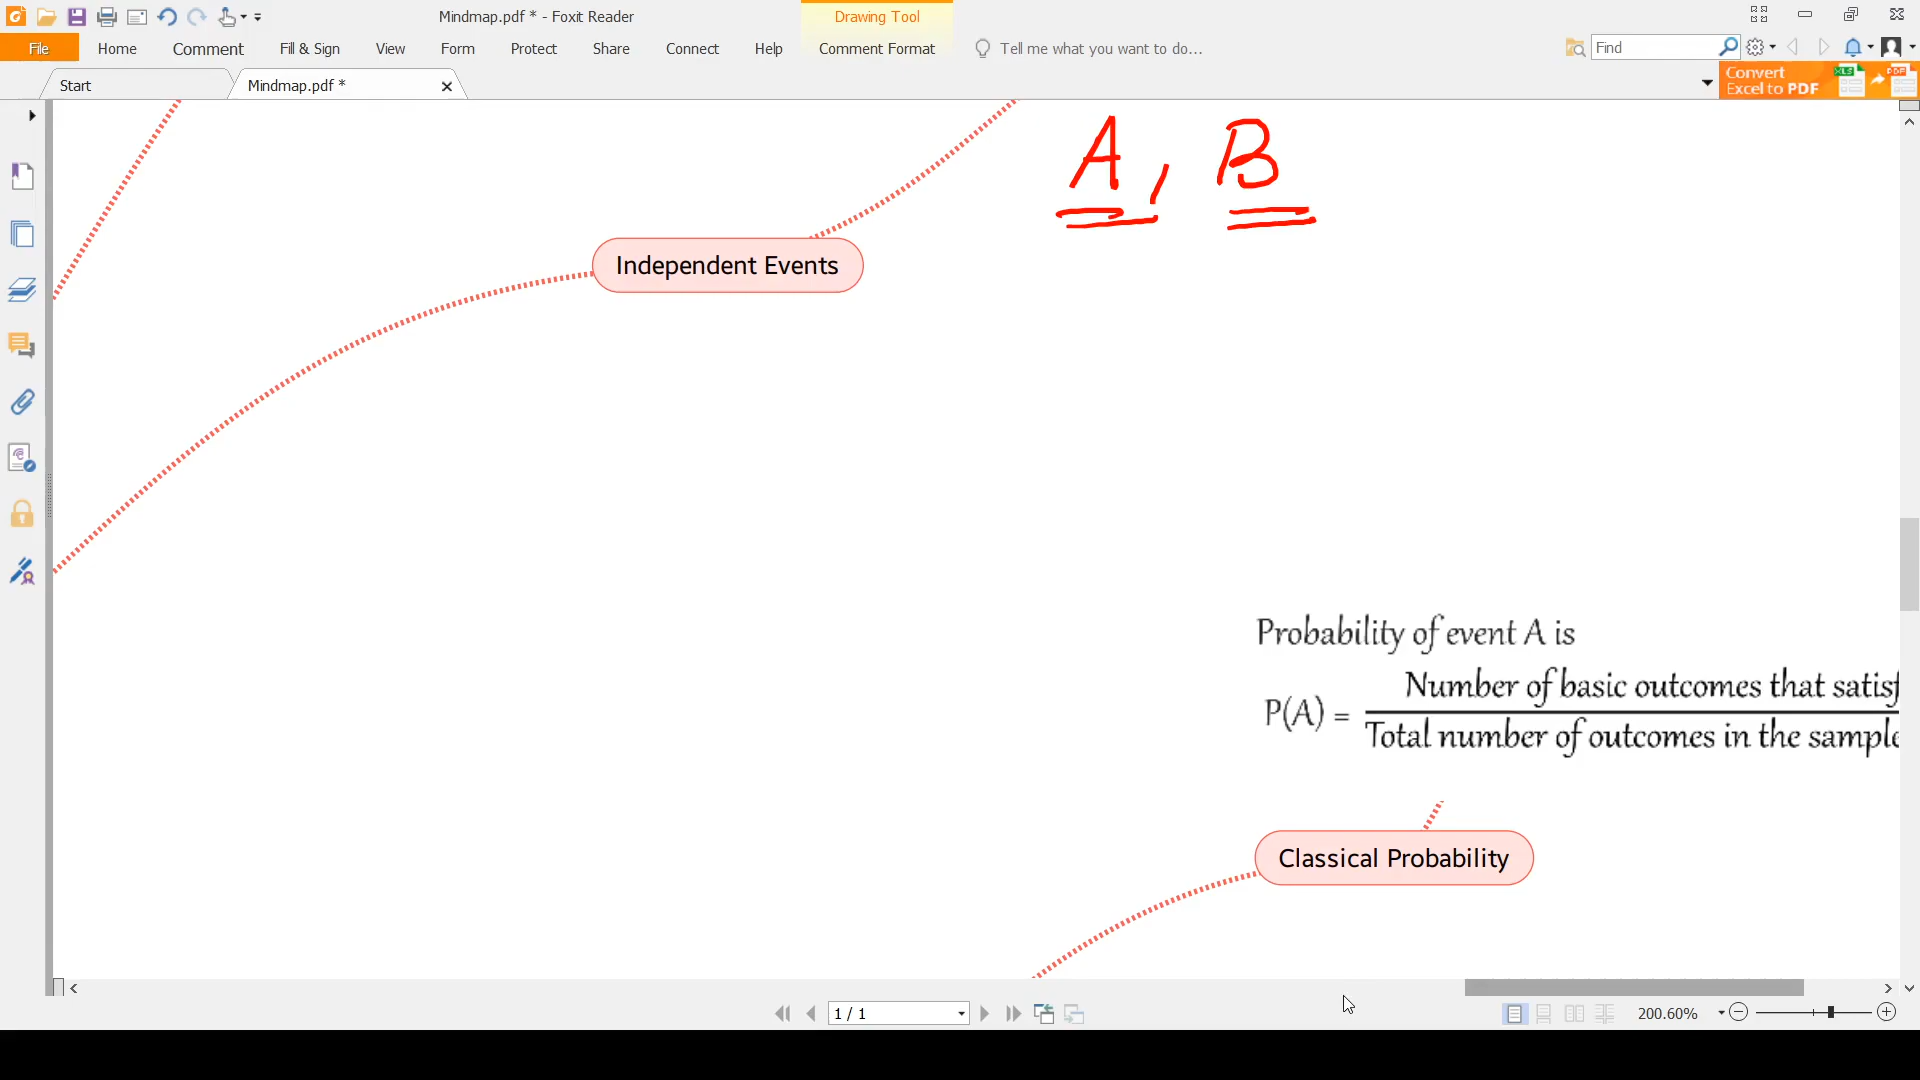 Mindmap.pdf * - Foxit Reader
Drawing Tool
File Home Comment Fill & Sign View Form Protect Share Connect Help Comment Format Tell me what you want to do... Find
Start
Mindmap.pdf *
Convert
Excel to PDF
A, B
Independent Events
Probability of event A is
P(A) = Number of basic outcomes that satisf
Total number of outcomes in the sample
Classical Probability
1 / 1
200.60%